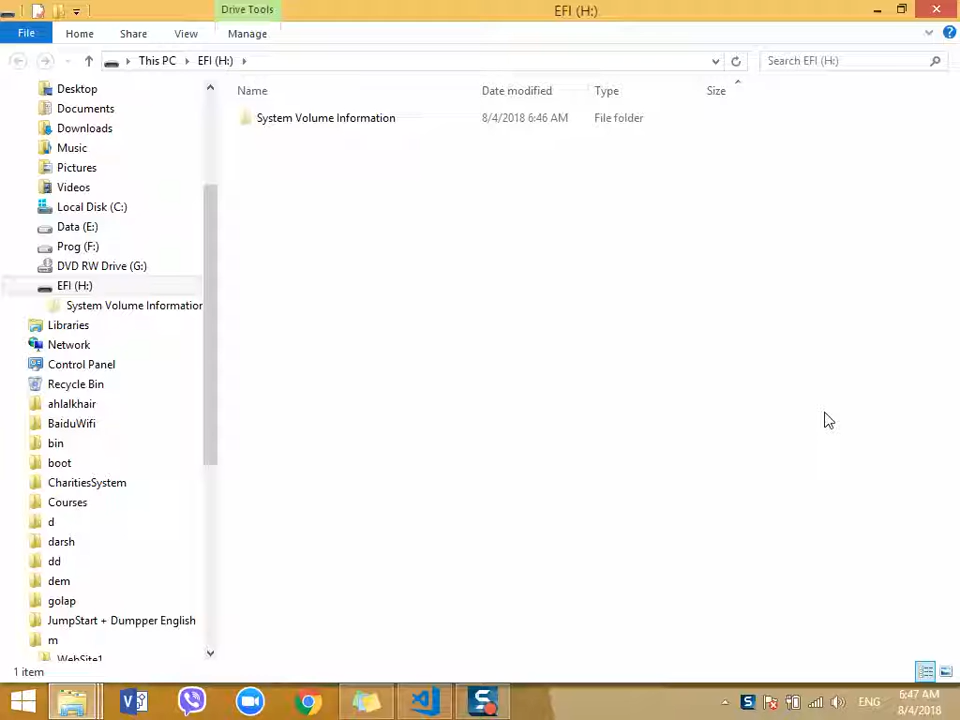 Drive Tools
EFI (H:)
File
Home
Share
View
Manage
This PC
EFI (H:)
Search EFI (H:)
Name
Date modified
Type
Size
System Volume Information
8/4/2018 6:46 AM
File folder
Desktop
Documents
Downloads
Music
Pictures
Videos
Local Disk (C:)
Data (E:)
Prog (F:)
DVD RW Drive (G:)
EFI (H:)
System Volume Information
Libraries
Network
Control Panel
Recycle Bin
ahlalkhair
BaiduWifi
bin
boot
CharitiesSystem
Courses
d
darsh
dd
dem
golap
JumpStart + Dumpper English
m
WebSite1
1 item
ENG
6:47 AM
8/4/2018